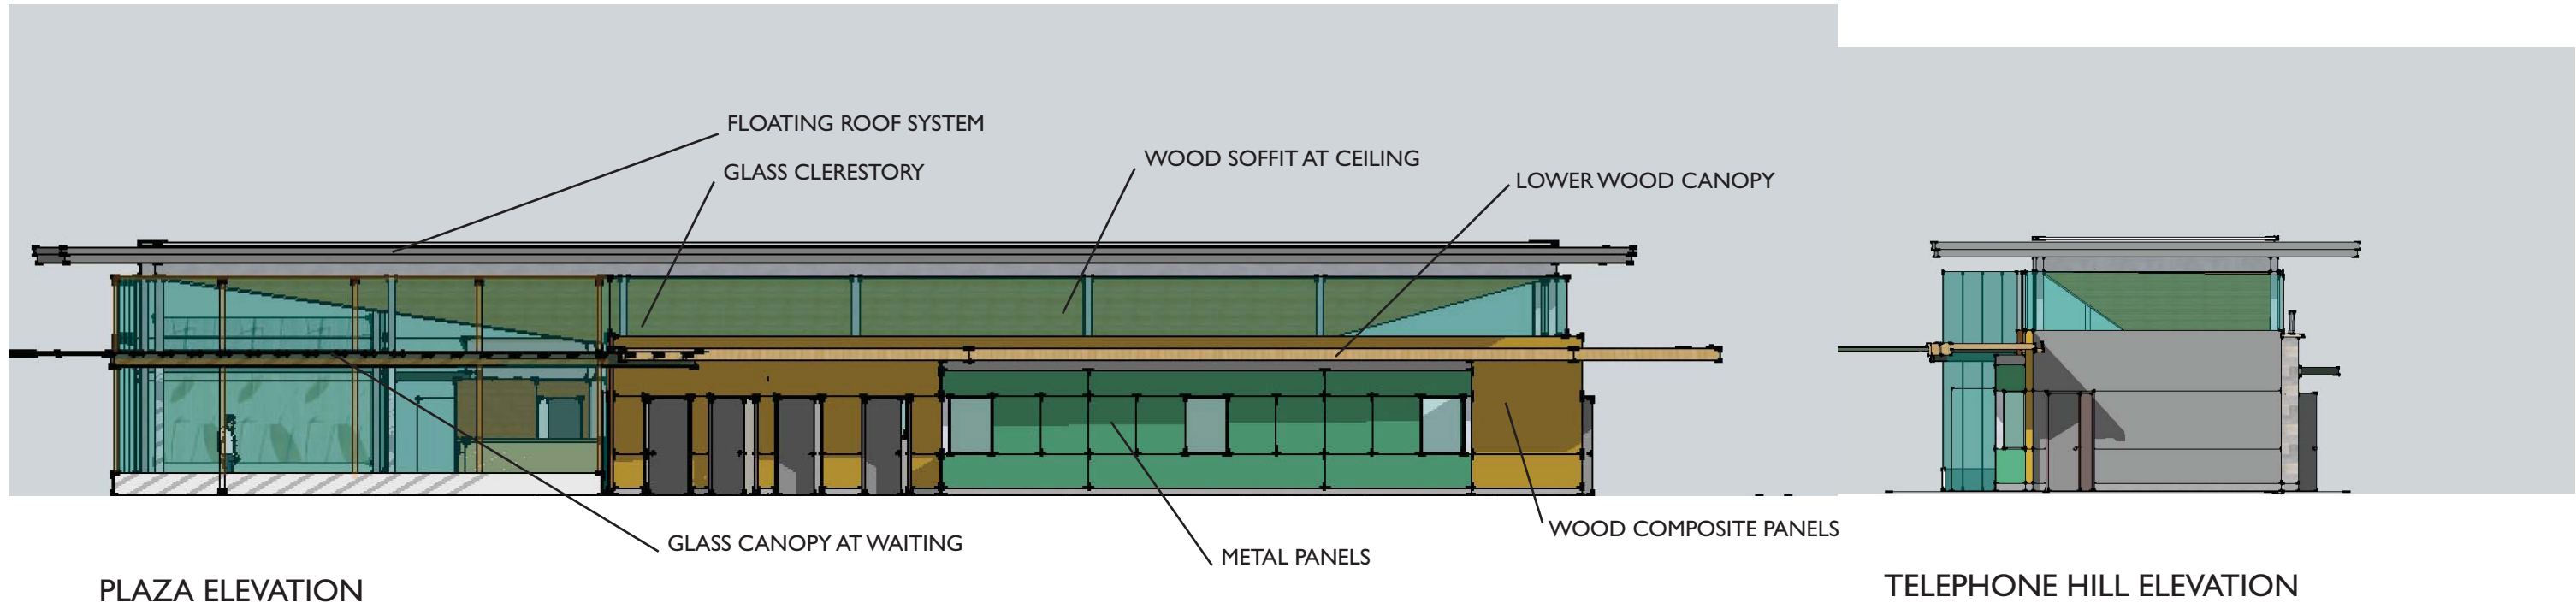 FLOATING ROOF SYSTEM
GLASS CLERESTORY
WOOD SOFFIT AT CEILING
LOWER WOOD CANOPY
GLASS CANOPY AT WAITING
METAL PANELS
WOOD COMPOSITE PANELS
PLAZA ELEVATION
TELEPHONE HILL ELEVATION